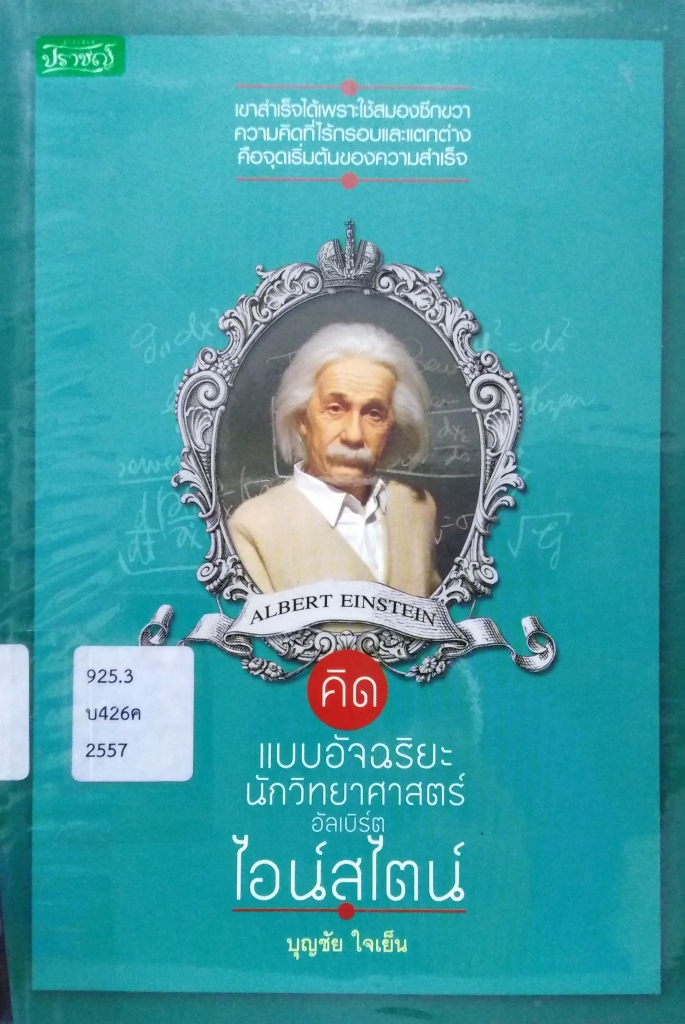 ปราชญ์
เขาสำเร็จได้เพราะใช้สมองซีกขวา
ความคิดที่ไร้กรอบและแตกต่าง
คือจุดเริ่มต้นของความสำเร็จ
ALBERT EINSTEIN
925.3
บ426ค
2557
คิด
แบบอัจฉริยะ
นักวิทยาศาสตร์
อัลเบิร์ต
ไอน์สไตน์
บุญชัย ใจเย็น